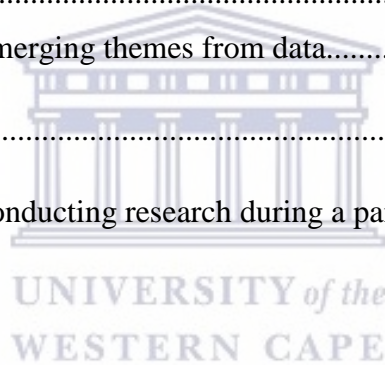 ................................................................
merging themes from data........
................................................................
onducting research during a pa
UNIVERSITY of the
WESTERN CAPE